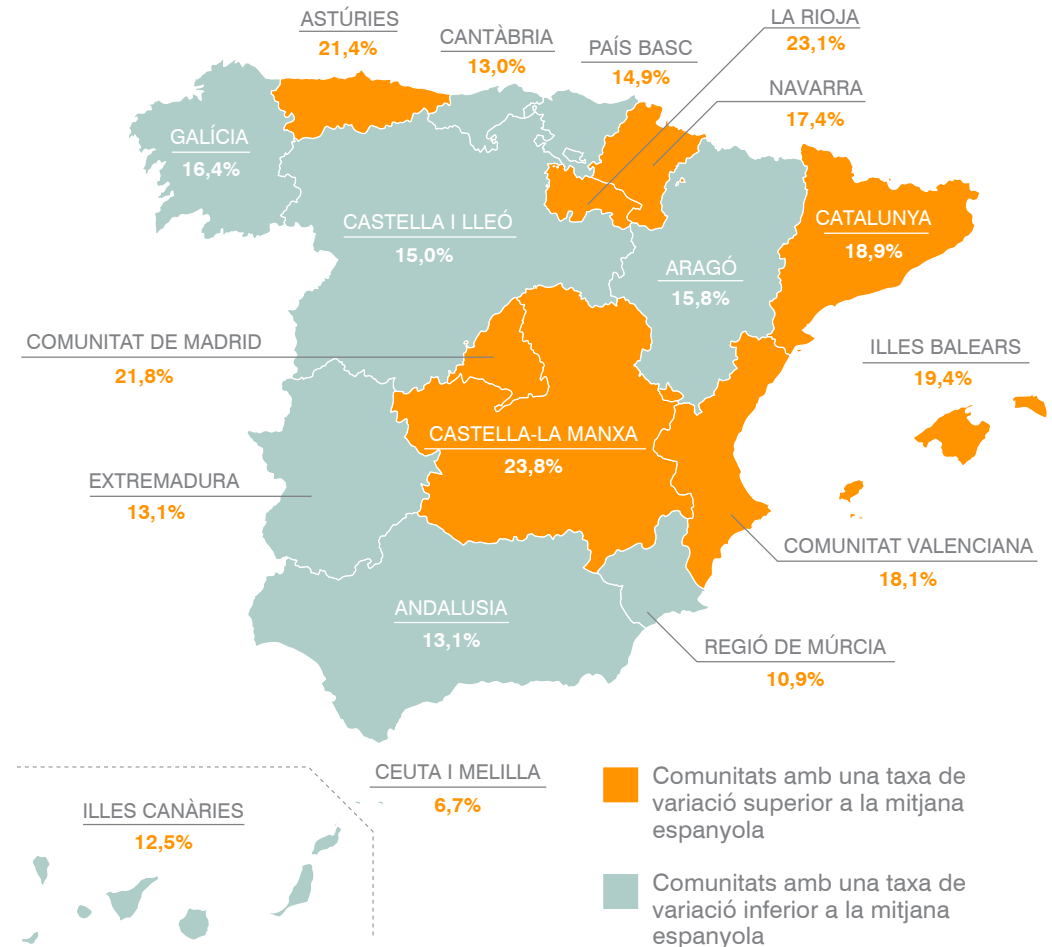 ASTÚRIES
21,4%
CANTÀBRIA
13,0%
PAÍS BASC
14,9%
LA RIOJA
23,1%
NAVARRA
17,4%
GALÍCIA
16,4%
CASTELLA I LLEÓ
15,0%
CATALUNYA
18,9%
ARAGÓ
15,8%
COMUNITAT DE MADRID
21,8%
ILLES BALEARS
19,4%
CASTELLA-LA MANXA
23,8%
EXTREMADURA
13,1%
COMUNITAT VALENCIANA
18,1%
ANDALUSIA
13,1%
REGIÓ DE MÚRCIA
10,9%
CEUTA I MELILLA
6,7%
ILLES CANÀRIES
12,5%
Comunitats amb una taxa de
variació superior a la mitjana
espanyola
Comunitats amb una taxa de
variació inferior a la mitjana
espanyola